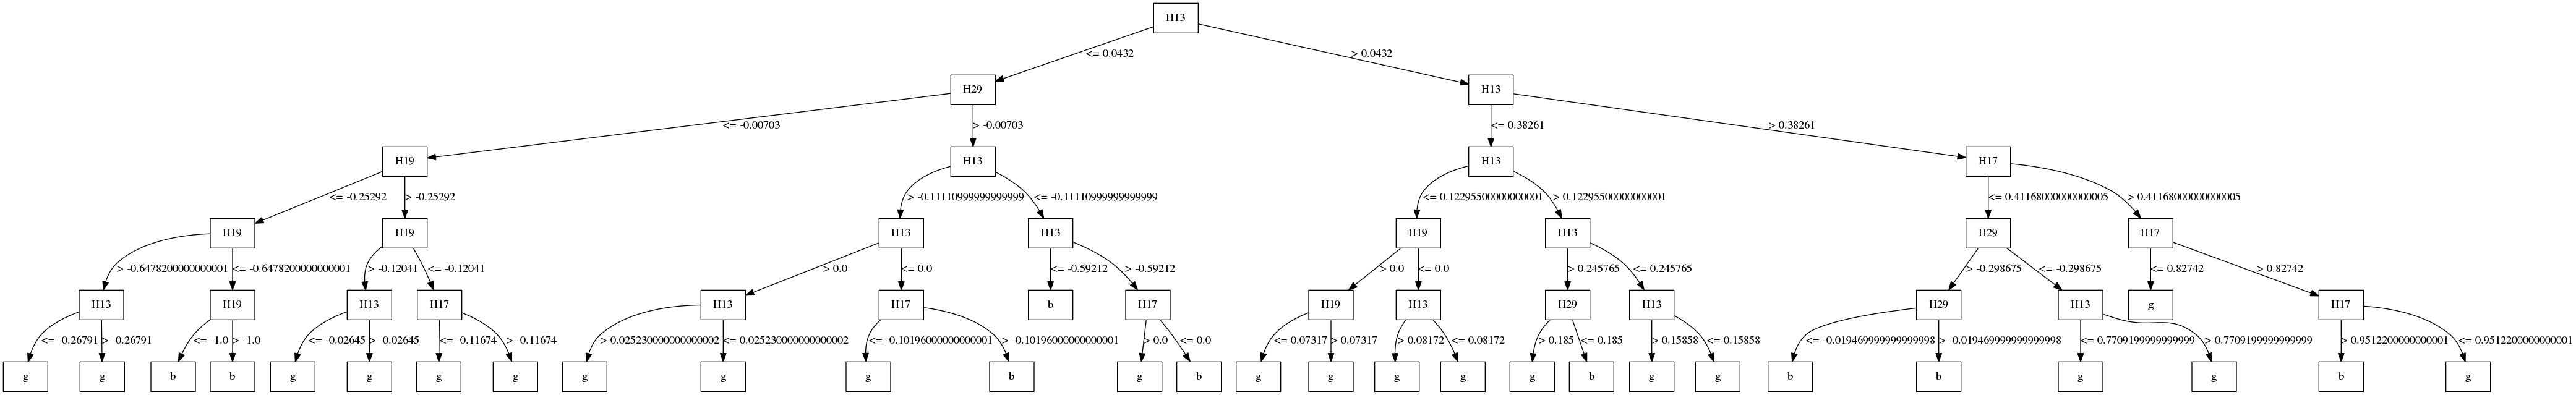 H13
<= 0.0432
> 0.0432
H29
H13
<= -0.00703
> -0.00703
<= 0.38261
> 0.38261
H19
H13
H13
H17
<= -0.25292
> -0.25292
> -0.11110999999999999
<= -0.11110999999999999
<= 0.12295500000000001
> 0.12295500000000001
<= 0.41168000000000005
> 0.41168000000000005
H19
H19
H13
H13
H19
H13
H29
H17
> -0.6478200000000001
<= -0.6478200000000001
> -0.12041
<= -0.12041
> 0.0
<= 0.0
<= -0.59212
> -0.59212
> 0.0
<= 0.0
> 0.245765
<= 0.245765
> -0.298675
<= -0.298675
<= 0.82742
> 0.82742
H13
H19
H13
H17
H13
H17
b
H17
H19
H13
H29
H13
H29
H13
g
H17
<= -0.26791
> -0.26791
<= -1.0
> -1.0
<= -0.02645
> -0.02645
<= -0.11674
> -0.11674
> 0.025230000000000002
<= 0.025230000000000002
<= -0.10196000000000001
> -0.10196000000000001
> 0.0
<= 0.0
<= 0.07317
> 0.07317
> 0.08172
<= 0.08172
> 0.185
<= 0.185
> 0.15858
<= 0.15858
<= -0.019469999999999998
> -0.019469999999999998
<= 0.7709199999999999
> 0.7709199999999999
> 0.9512200000000001
<= 0.9512200000000001
g
g
b
b
g
g
g
g
g
g
g
b
g
b
g
g
g
g
g
b
g
g
b
b
g
g
b
g